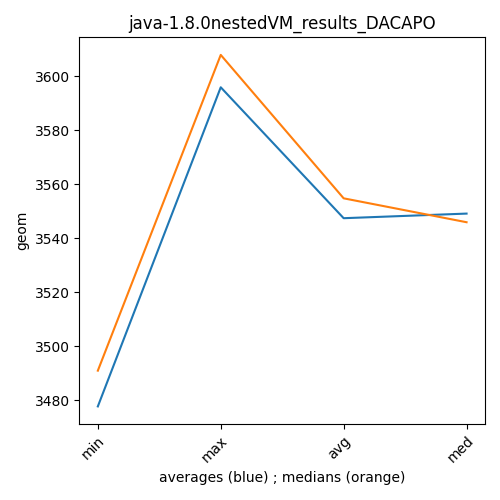 java-1.8.0nestedVM_results_DACAPO
3600
3580
3560
3540
3520
3500
3480
geom
min
max
avg
med
averages (blue) ; medians (orange)